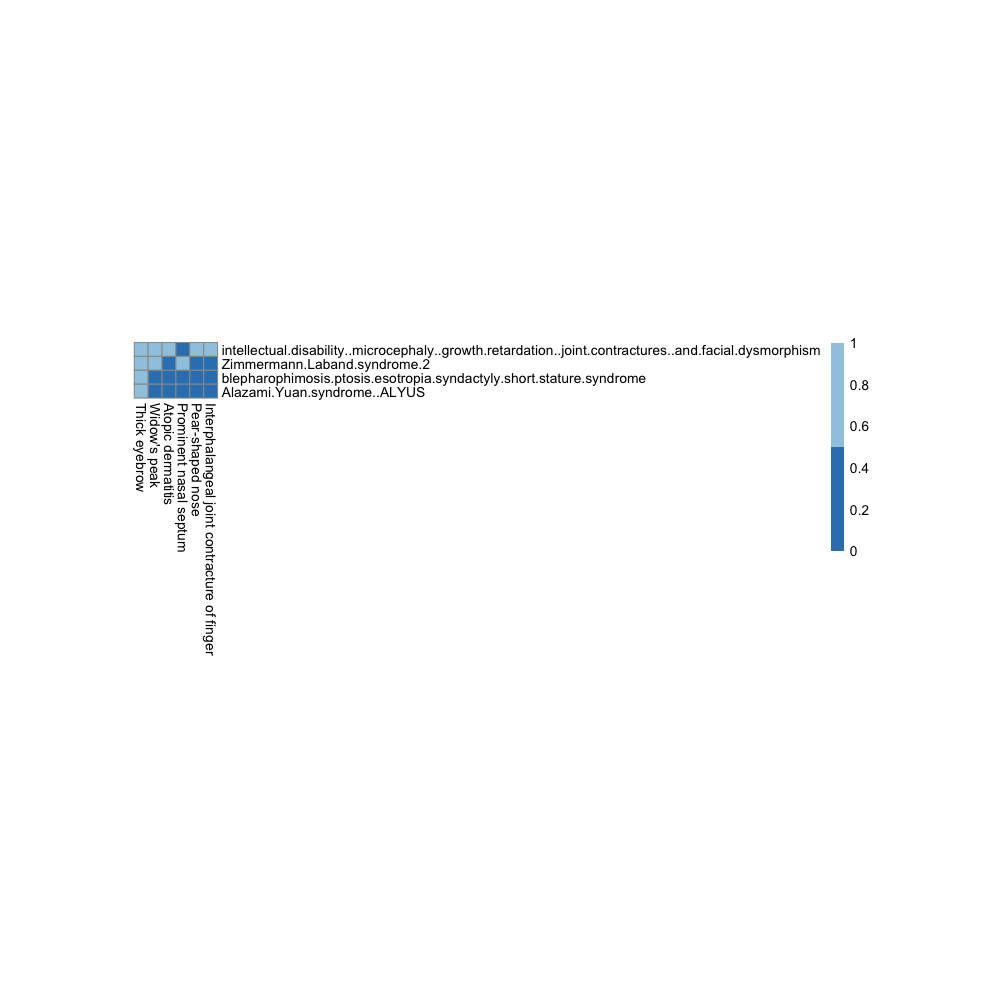 intellectual.disability..microcephaly..growth.retardation..joint.contractures..and.facial.dysmorphism
Zimmermann.Laband.syndrome.2
blepharophimosis.ptosis.esotropia.syndactyly.short.stature.syndrome
Alazami.Yuan.syndrome..ALYUS
Thick eyebrow
Widow's peak
Atopic dermatitis
Prominent nasal septum
Pear-shaped nose
Interphalangeal joint contracture of finger
1
0.8
0.6
0.4
0.2
0